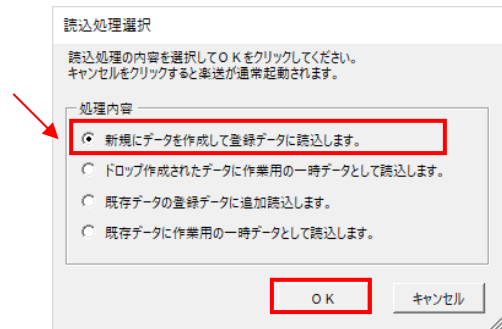 読込処理選択
読込処理の内容を選択してＯＫをクリックしてください。
キャンセルをクリックすると楽送が通常起動されます。
処理内容
新規にデータを作成して登録データに読込します。
ドロップ作成されたデータに作業用の一時データとして読込します。
既存データの登録データに追加読込します。
既存データに作業用の一時データとして読込します。
ＯＫ
キャンセル